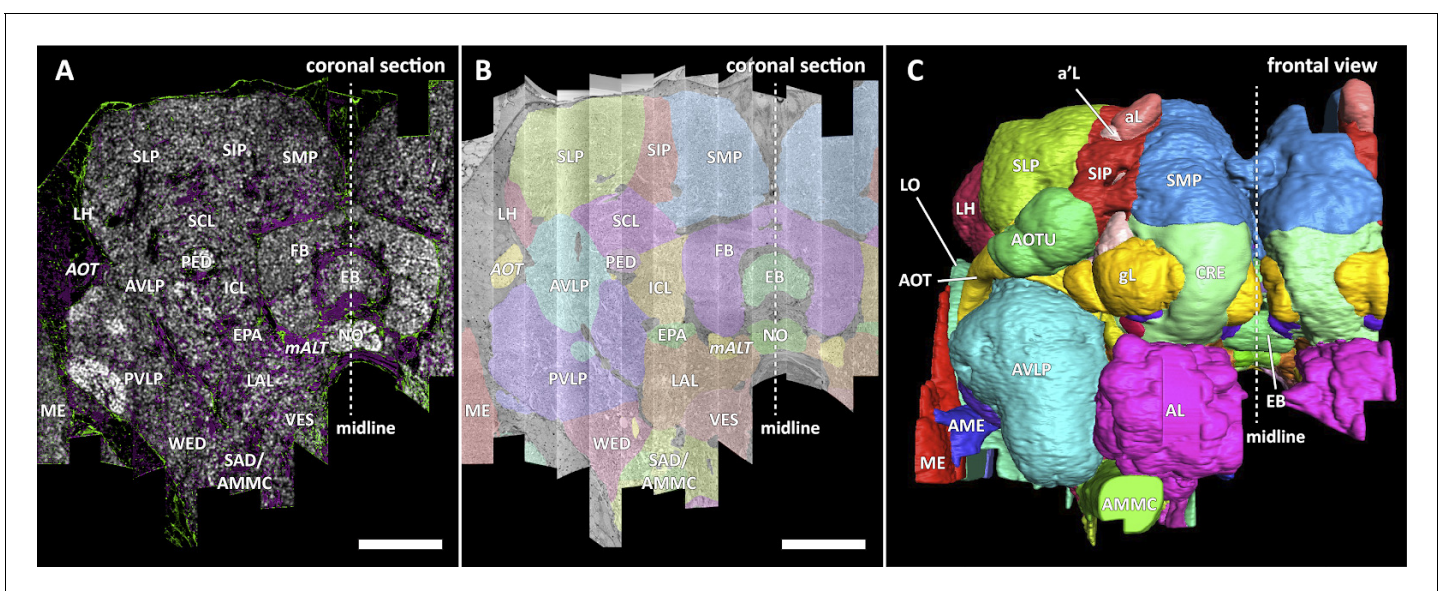 A
coronal section
SLP
SIP
SMP
LH
SCL
FB
AOT
PED
EB
AVLP
ICL
EPA
NO
mALT
PVLP
LAL
ME
VES
midline
WED
SAD/
AMMC
B
coronal section
SLP
SIP
SMP
LH
SCL
FB
AOT
PED
EB
AVLP
ICL
EPA
NO
mALT
PVLP
LAL
ME
VES
midline
WED
SAD/
AMMC
C
frontal view
a'L
aL
SLP
SIP
SMP
LO
LH
AOTU
AOT
gL
CRE
AVLP
EB
AL
AME
midline
ME
AMMC